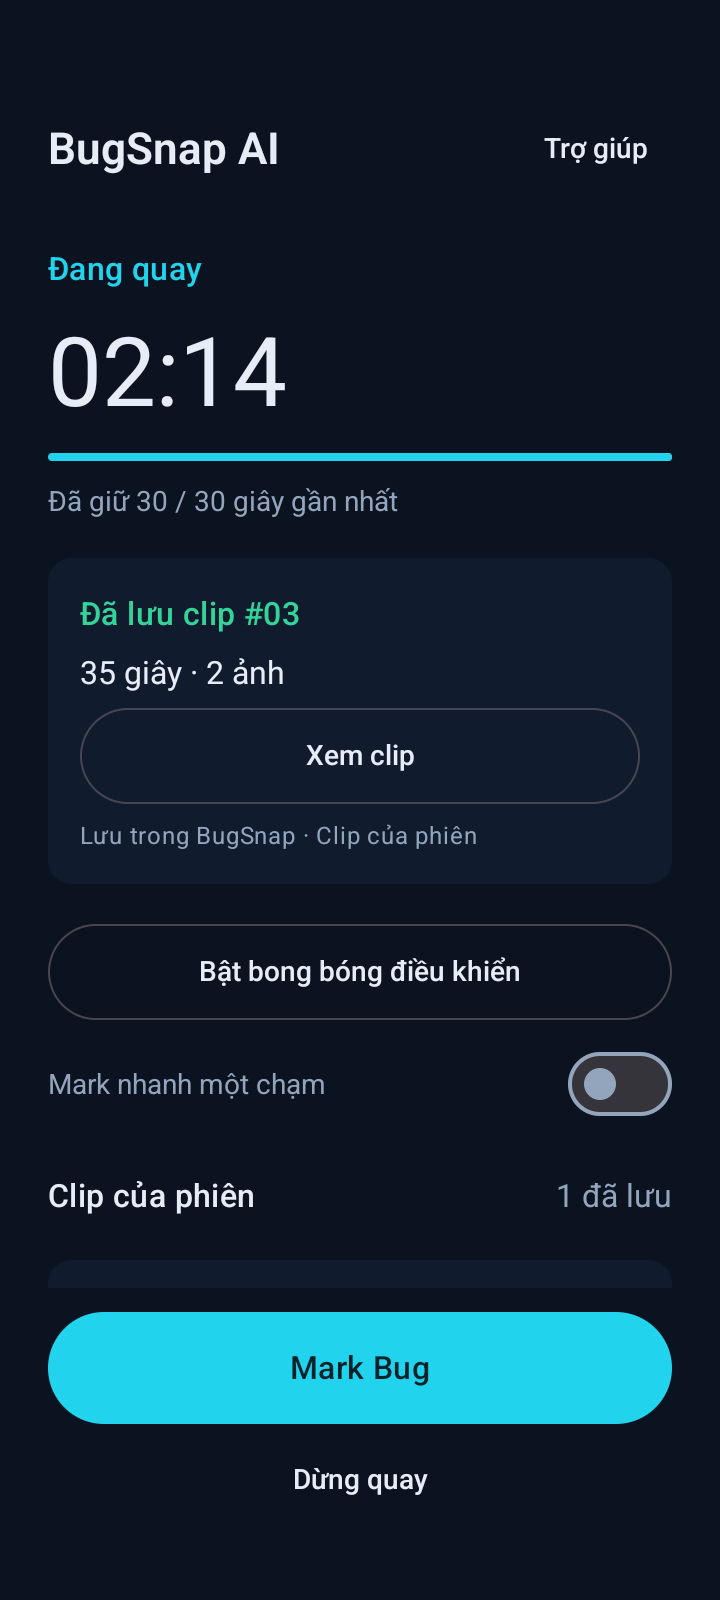 BugSnap AI
Trợ giúp
Đang quay
02:14
Đã giữ 30 / 30 giây gần nhất
Đã lưu clip #03
35 giây · 2 ảnh
Xem clip
Lưu trong BugSnap · Clip của phiên
Bật bong bóng điều khiển
Mark nhanh một chạm
Clip của phiên
1 đã lưu
Mark Bug
Dừng quay